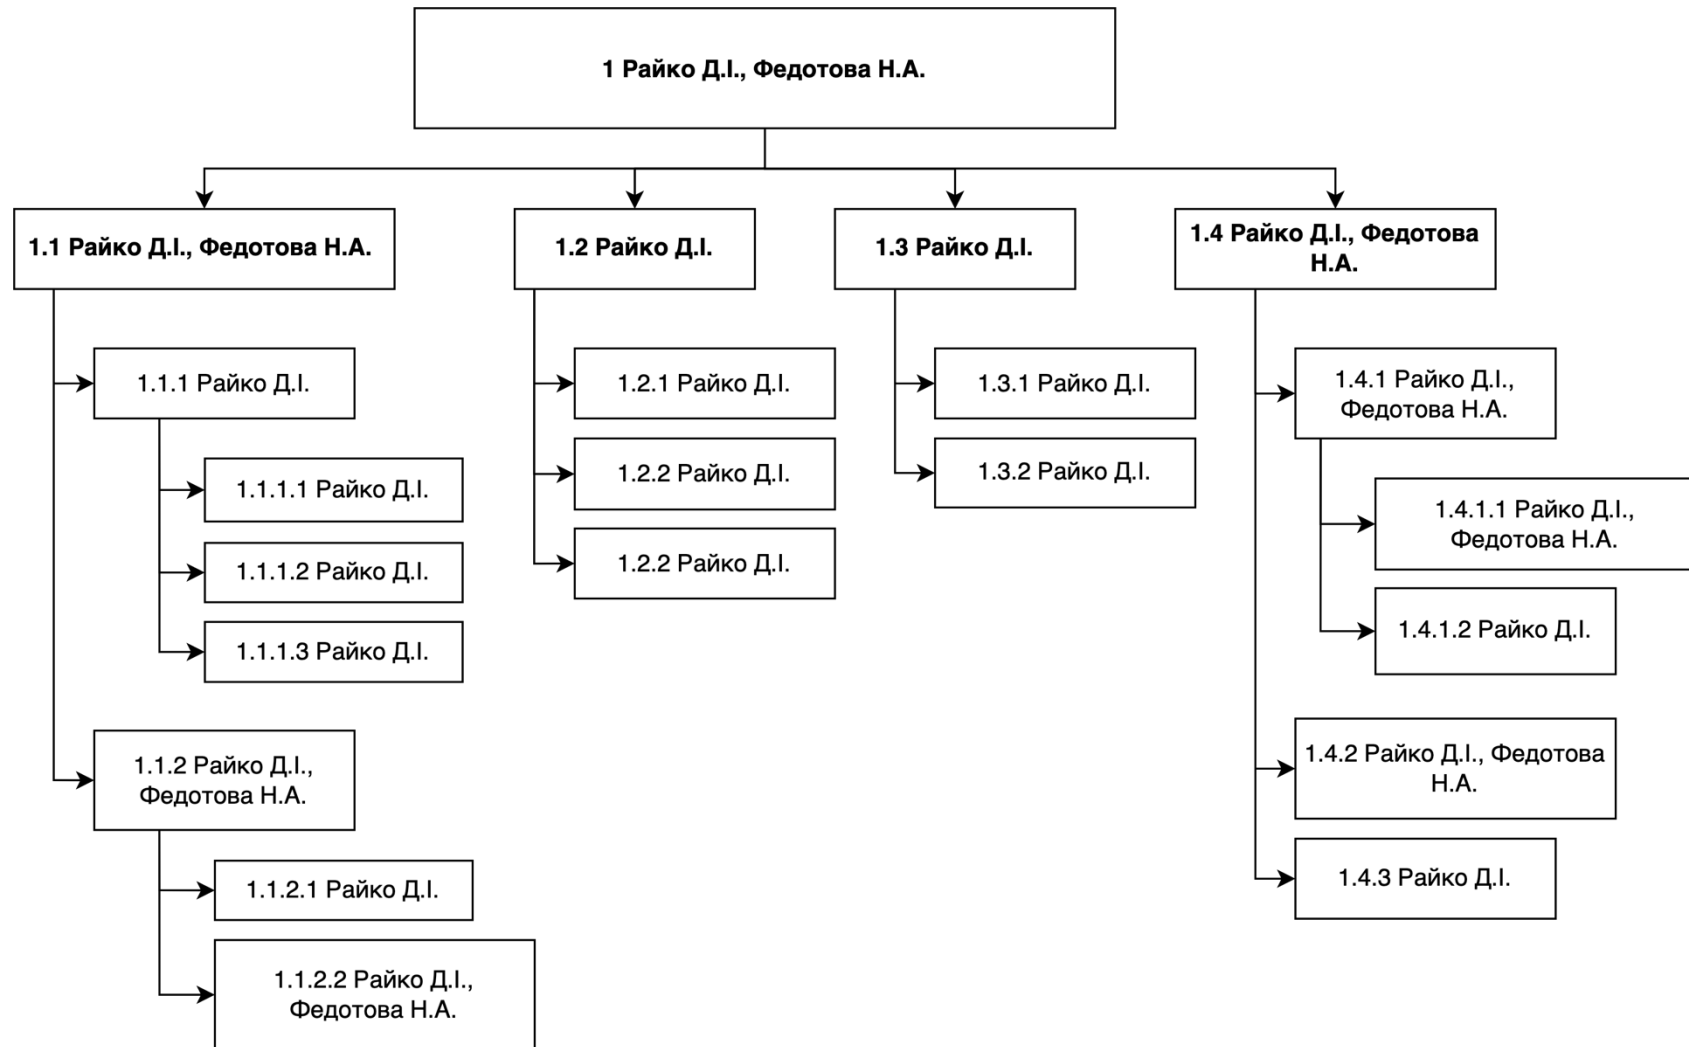 1 Райко Д.І., Федотова Н.А.
1.1 Райко Д.І., Федотова Н.А.
1.2 Райко Д.І.
1.3 Райко Д.І.
1.4 Райко Д.І., Федотова
Н.А.
1.1.1 Райко Д.І.
1.1.1.1 Райко Д.І.
1.1.1.2 Райко Д.І.
1.1.1.3 Райко Д.І.
1.1.2 Райко Д.І.,
Федотова Н.А.
1.1.2.1 Райко Д.І.
1.1.2.2 Райко Д.І.,
Федотова Н.А.
1.2.1 Райко Д.І.
1.2.2 Райко Д.І.
1.2.2 Райко Д.І.
1.3.1 Райко Д.І.
1.3.2 Райко Д.І.
1.4.1 Райко Д.І.,
Федотова Н.А.
1.4.1.1 Райко Д.І.,
Федотова Н.А.
1.4.1.2 Райко Д.І.
1.4.2 Райко Д.І., Федотова
Н.А.
1.4.3 Райко Д.І.